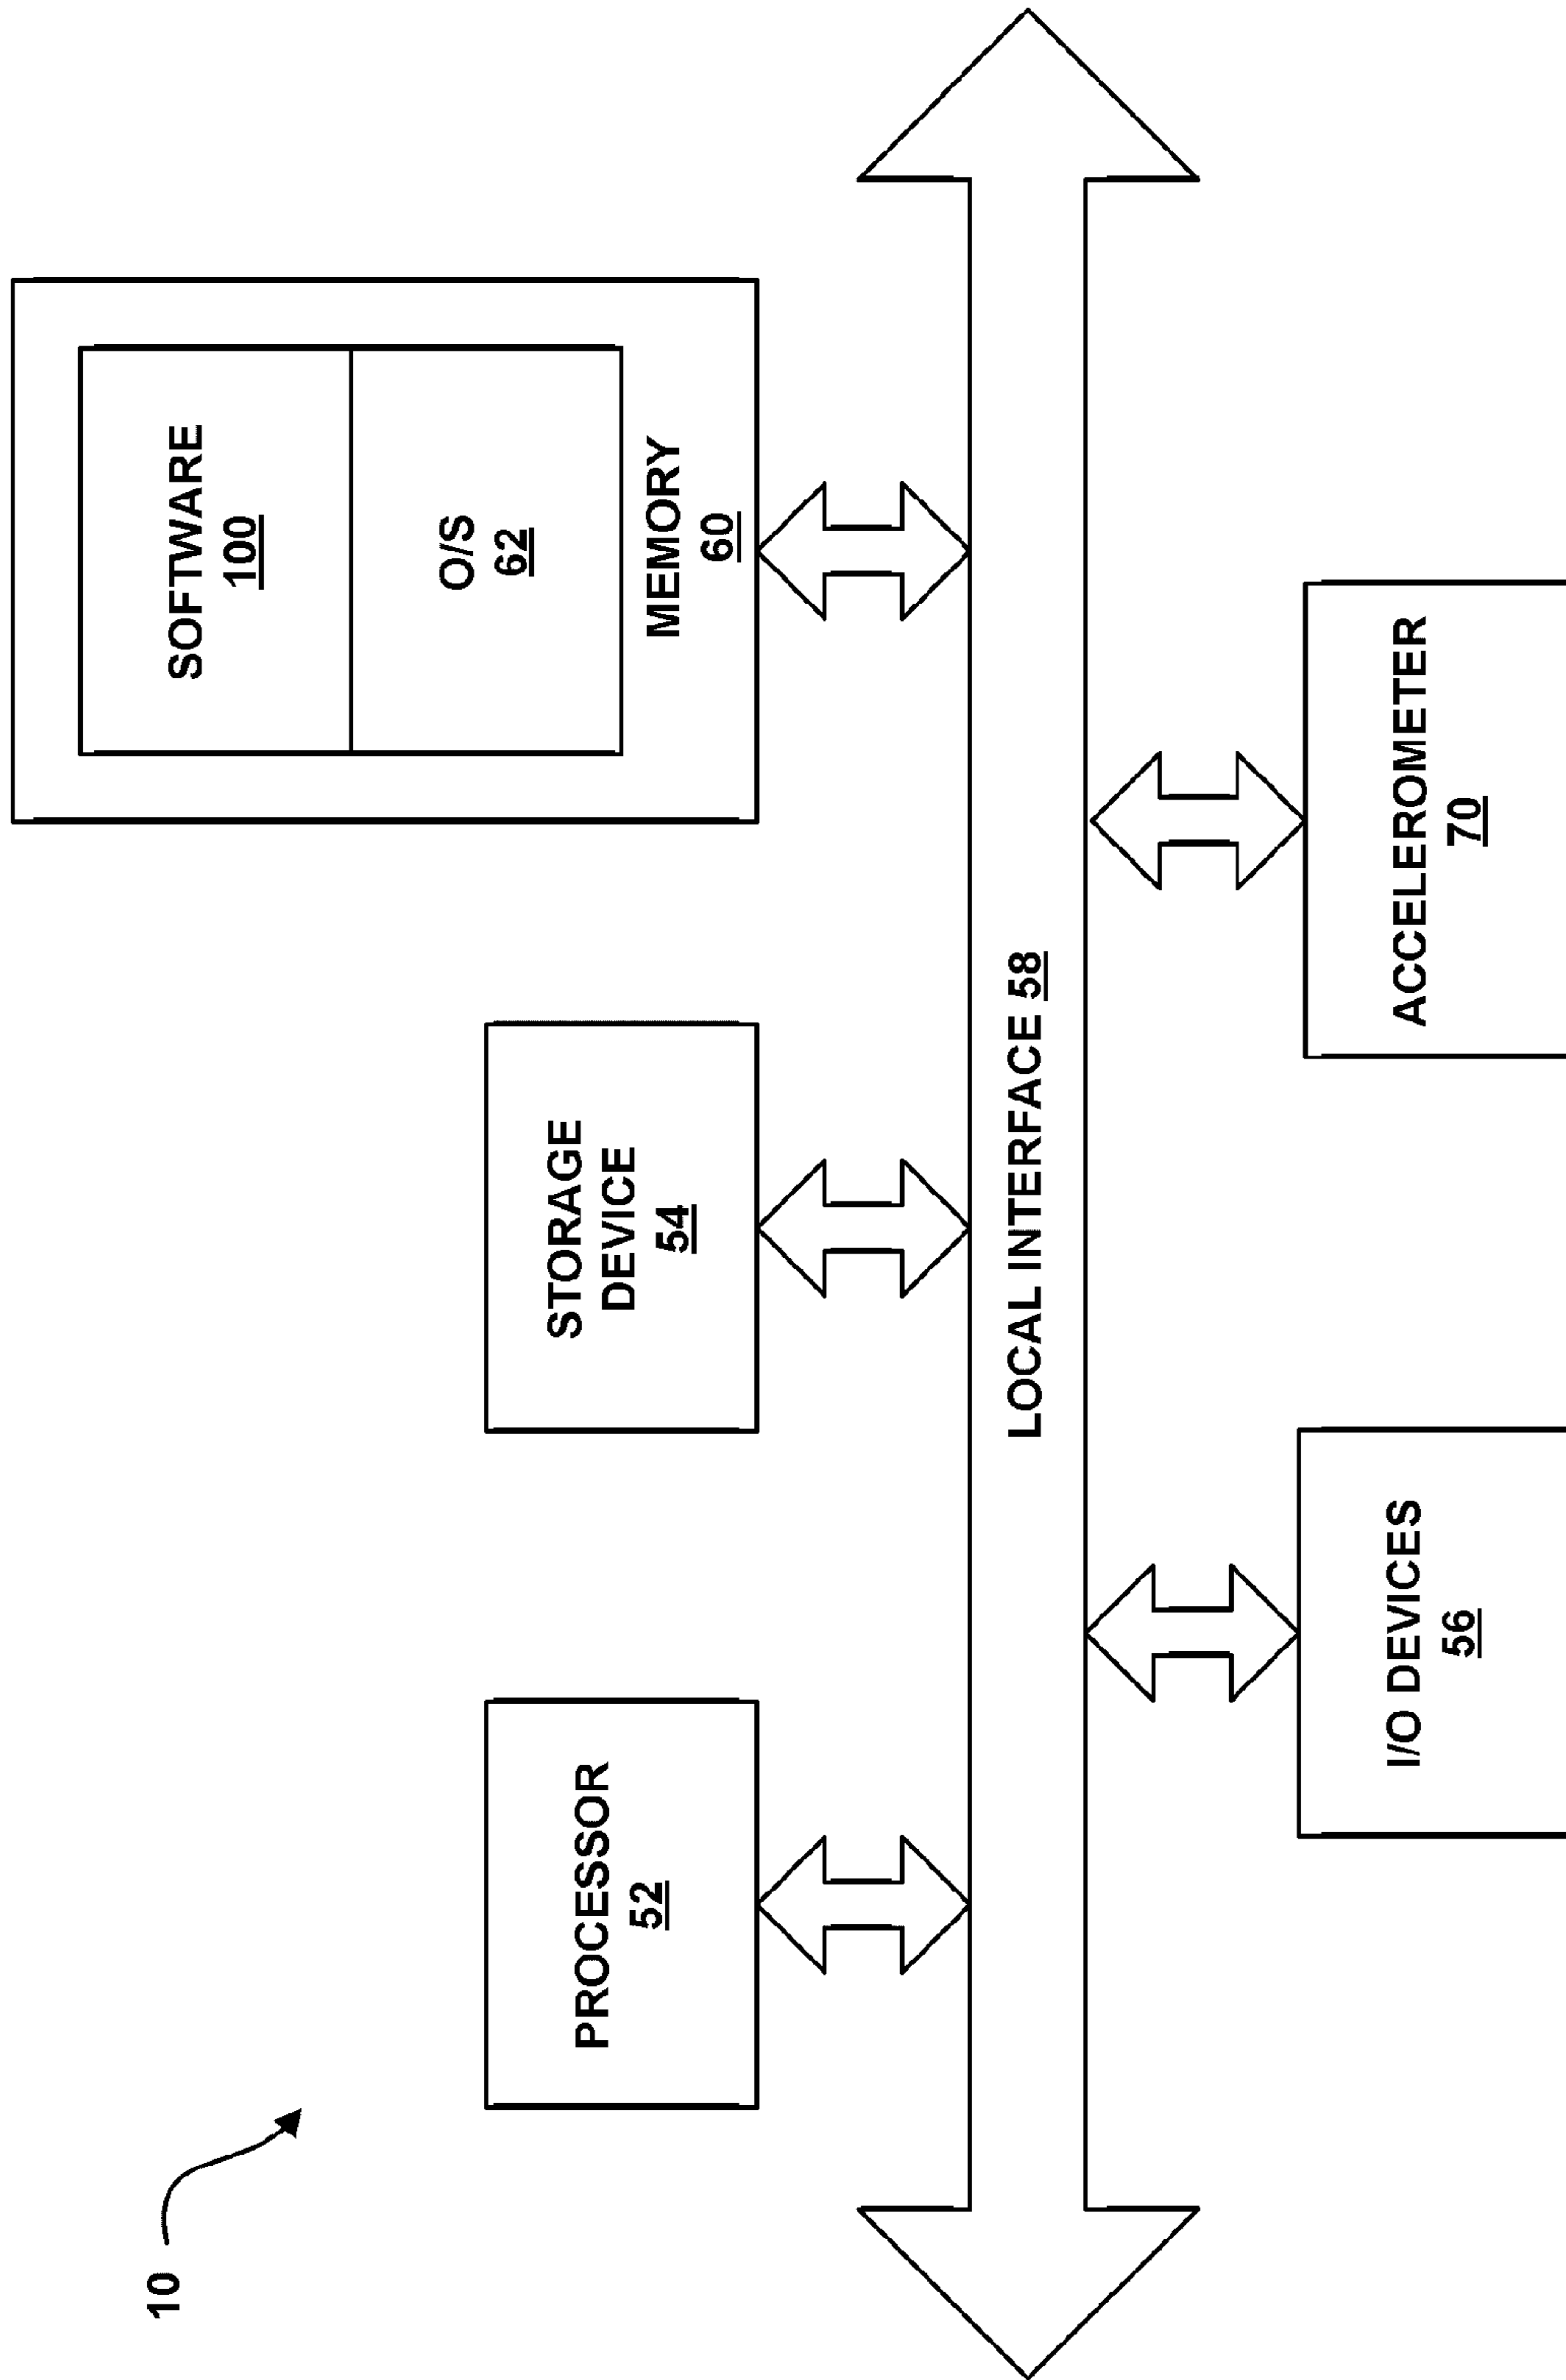 10
SOFTWARE
100
O/S
62
MEMORY
60
STORAGE
DEVICE
54
PROCESSOR
52
LOCAL INTERFACE 58
I/O DEVICES
56
ACCELEROMETER
70